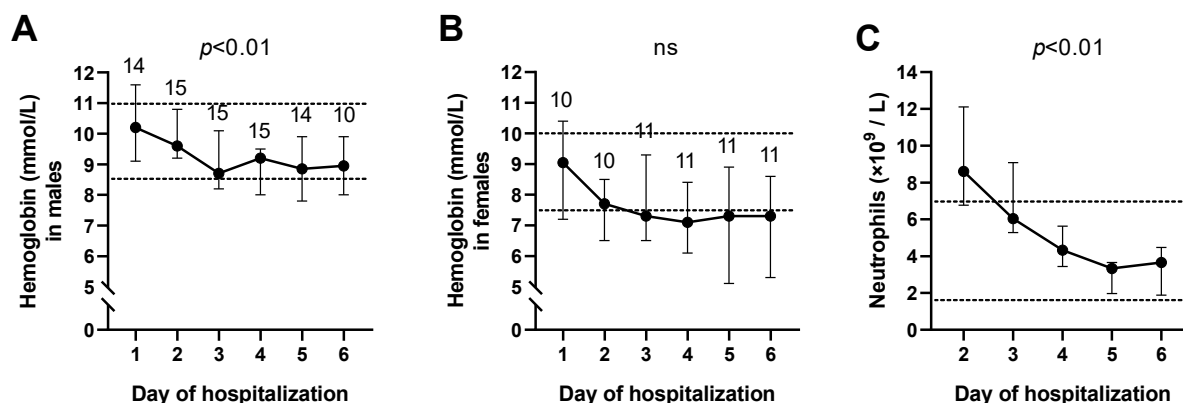 A
p<0.01
Hemoglobin (mmol/L)
in males
12
11
10
9
8
7
6
5
0
14
15
15
15
14
10
1 2 3 4 5 6
Day of hospitalization
B
ns
Hemoglobin (mmol/L)
in females
12
11
10
9
8
7
6
5
0
10
10
11
11
11
11
1 2 3 4 5 6
Day of hospitalization
C
p<0.01
Neutrophils (×10⁹ / L)
14
12
10
8
6
4
2
0
2 3 4 5 6
Day of hospitalization